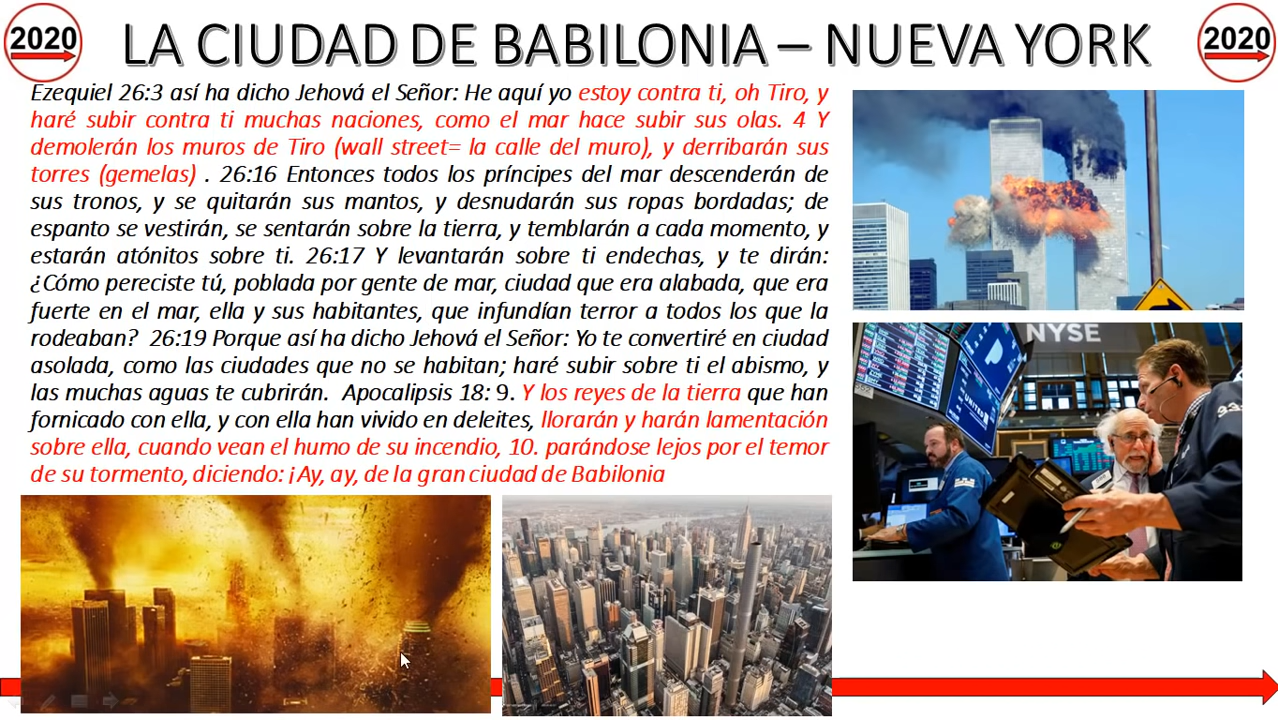 2020
LA CIUDAD DE BABILONIA – NUEVA YORK
2020
Ezequiel 26:3 así ha dicho Jehová el Señor: He aquí yo estoy contra ti, oh Tiro, y
haré subir contra ti muchas naciones, como el mar hace subir sus olas. 4 Y
demolerán los muros de Tiro (wall street= la calle del muro), y derribarán sus
torres (gemelas) . 26:16 Entonces todos los príncipes del mar descenderán de
sus tronos, y se quitarán sus mantos, y desnudarán sus ropas bordadas; de
espanto se vestirán, se sentarán sobre la tierra, y temblarán a cada momento, y
estarán atónitos sobre ti. 26:17 Y levantarán sobre ti endechas, y te dirán:
¿Cómo pereciste tú, poblada por gente de mar, ciudad que era alabada, que era
fuerte en el mar, ella y sus habitantes, que infundían terror a todos los que la
rodeaban? 26:19 Porque así ha dicho Jehová el Señor: Yo te convertiré en ciudad
asolada, como las ciudades que no se habitan; haré subir sobre ti el abismo, y
las muchas aguas te cubrirán. Apocalipsis 18: 9. Y los reyes de la tierra que han
fornicado con ella, y con ella han vivido en deleites, llorarán y harán lamentación
sobre ella, cuando vean el humo de su incendio, 10. parándose lejos por el temor
de su tormento, diciendo: ¡Ay, ay, de la gran ciudad de Babilonia
NYSE